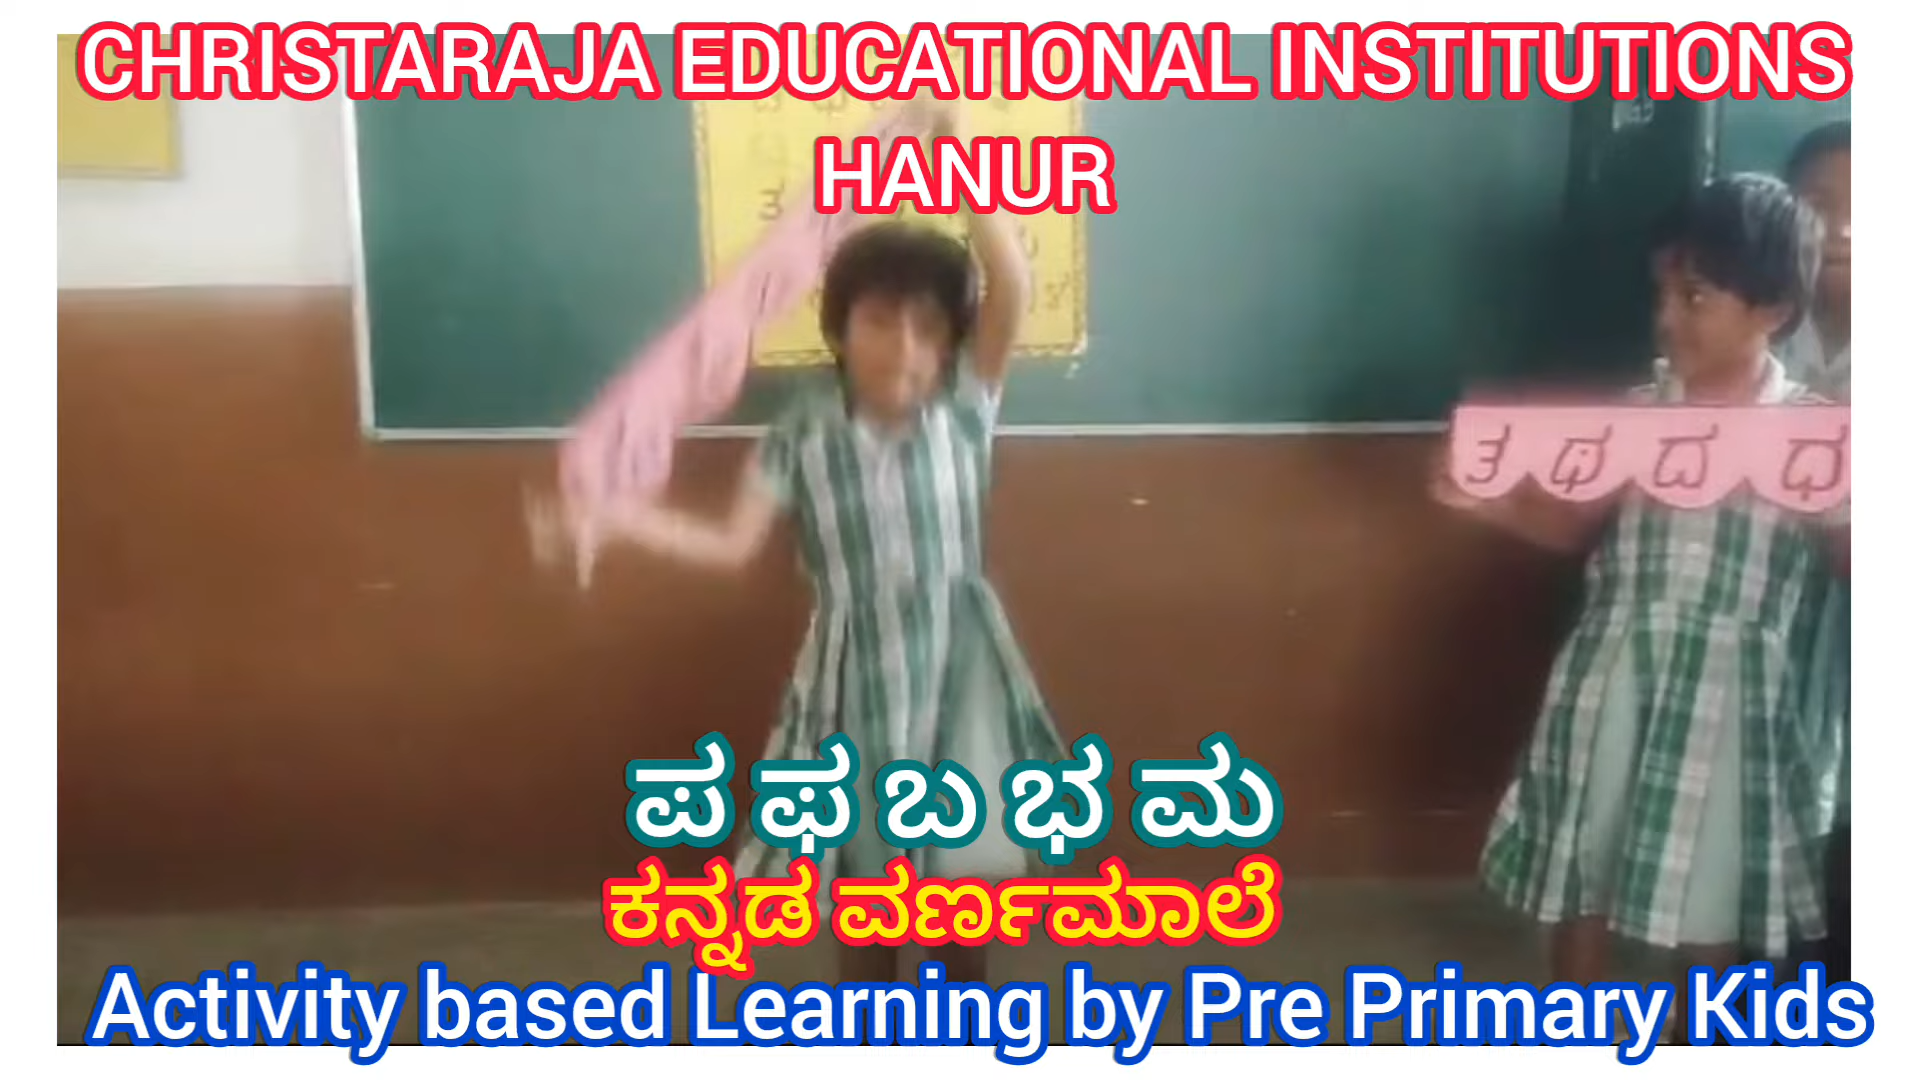 CHRISTARAJA EDUCATIONAL INSTITUTIONS
HANUR
ತ ಥ ದ ಧ
ಪ ಫ ಬ ಭ ಮ
ಕನ್ನಡ ವರ್ಣಮಾಲೆ
Activity based Learning by Pre Primary Kids